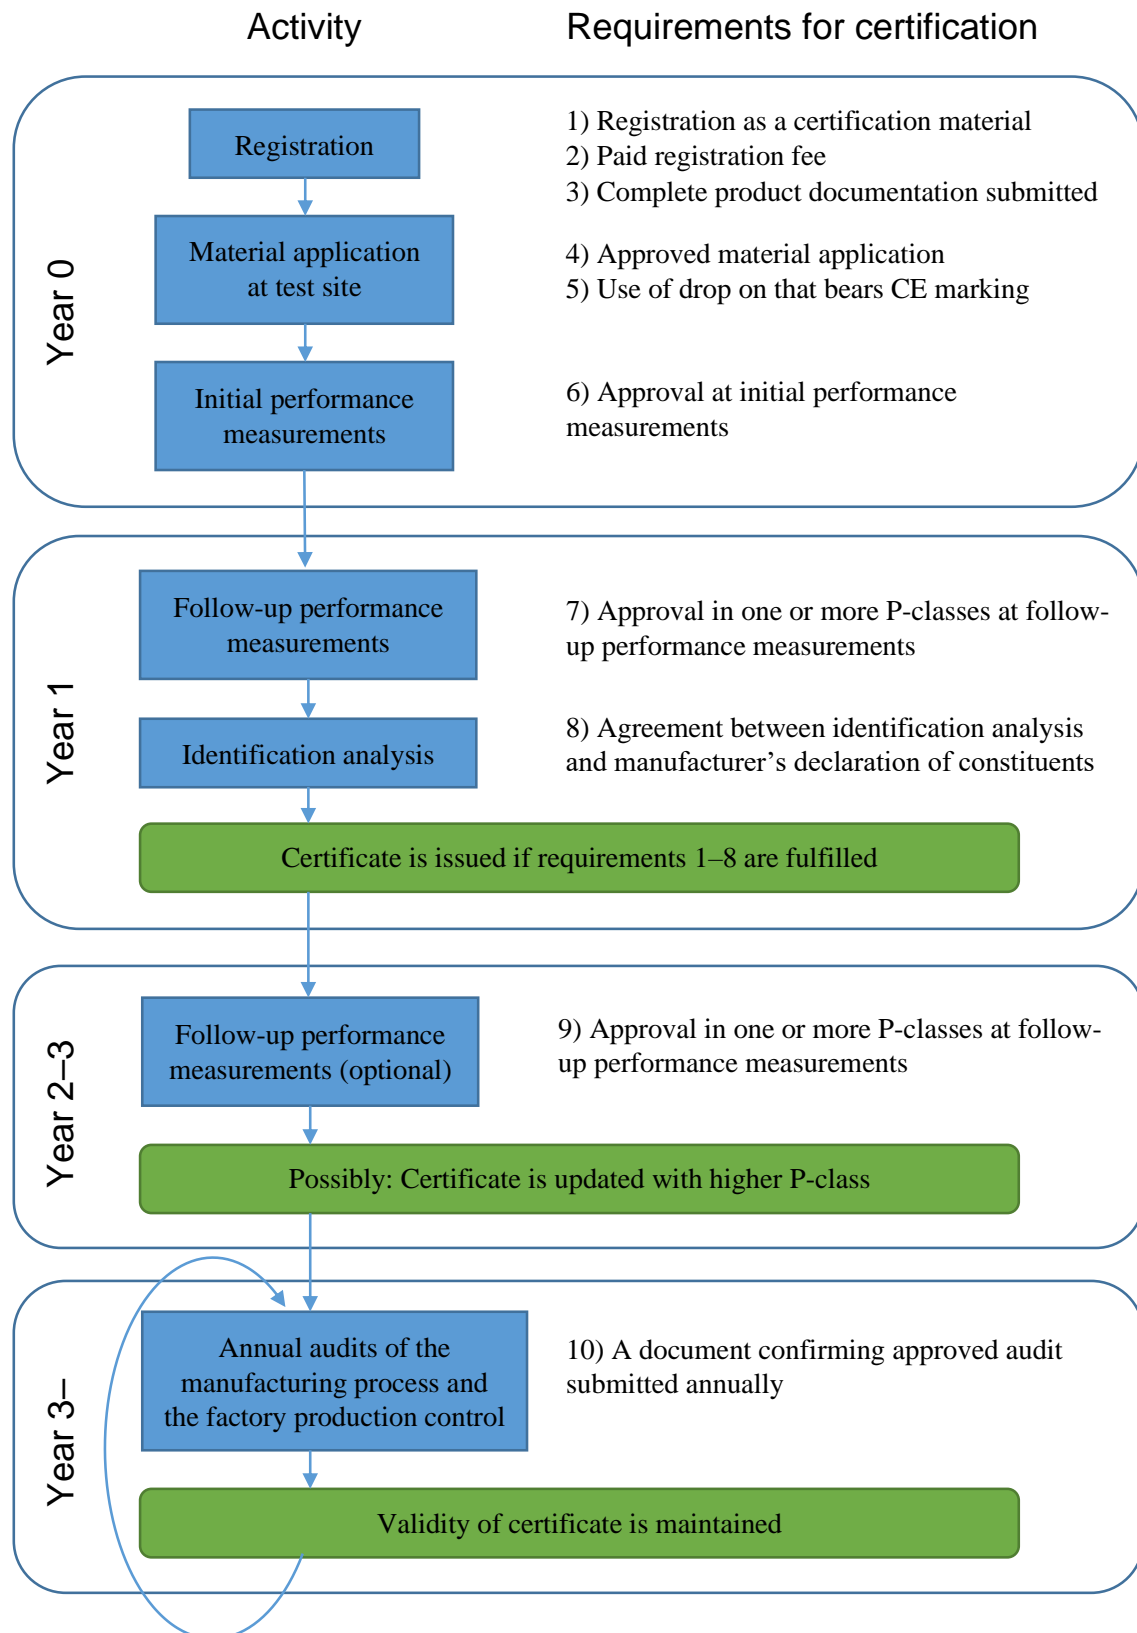 Activity
Requirements for certification
Year 0
Registration
1) Registration as a certification material
2) Paid registration fee
3) Complete product documentation submitted
Material application
at test site
4) Approved material application
5) Use of drop on that bears CE marking
Initial performance
measurements
6) Approval at initial performance
measurements
Year 1
Follow-up performance
measurements
7) Approval in one or more P-classes at follow-
up performance measurements
Identification analysis
8) Agreement between identification analysis
and manufacturer’s declaration of constituents
Certificate is issued if requirements 1–8 are fulfilled
Year 2–3
Follow-up performance
measurements (optional)
9) Approval in one or more P-classes at follow-
up performance measurements
Possibly: Certificate is updated with higher P-class
Year 3–
Annual audits of the
manufacturing process and
the factory production control
10) A document confirming approved audit
submitted annually
Validity of certificate is maintained